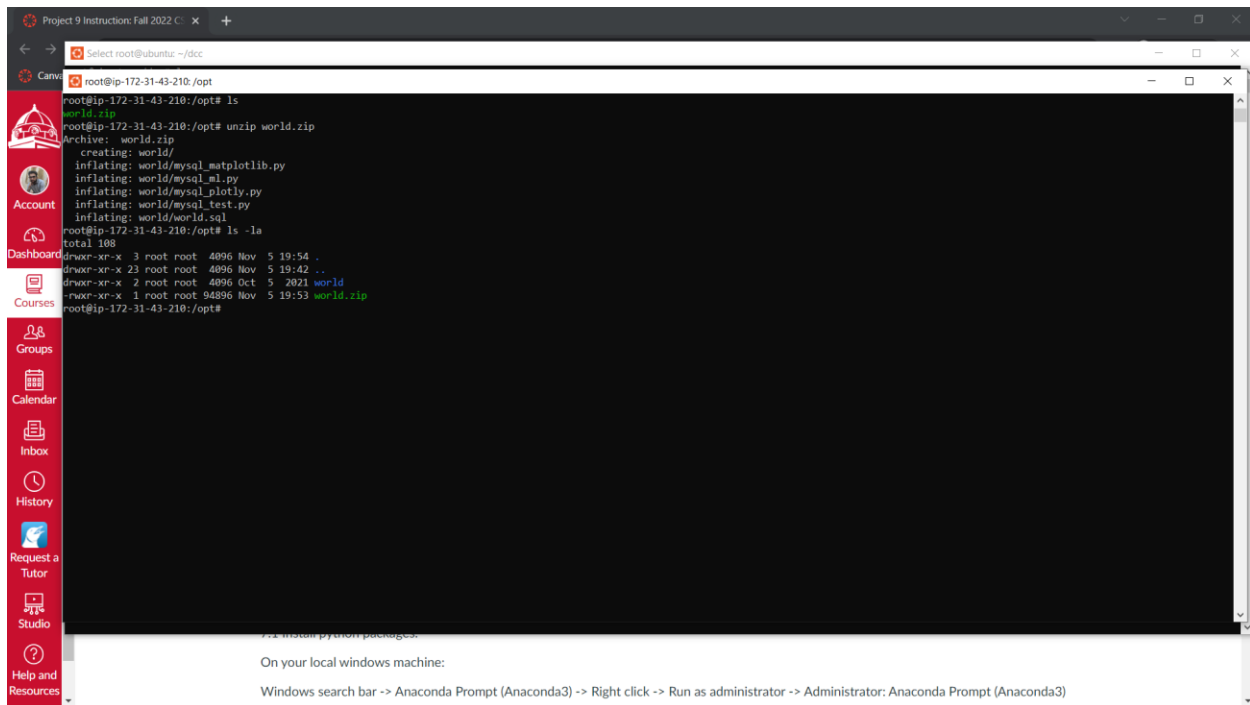 Project 9 Instruction: Fall 2022 C
Select root@ubuntu: ~/dcc
Canva
root@ip-172-31-43-210: /opt
root@ip-172-31-43-210:/opt# ls
world.zip
root@ip-172-31-43-210:/opt# unzip world.zip
Archive:  world.zip
creating: world/
inflating: world/mysql_matplotlib.py
inflating: world/mysql_ml.py
inflating: world/mysql_plotly.py
inflating: world/mysql_test.py
inflating: world/world.sql
root@ip-172-31-43-210:/opt# ls -la
total 108
drwxr-xr-x  3 root root  4096 Nov  5 19:54 .
drwxr-xr-x 23 root root  4096 Nov  5 19:42 ..
drwxr-xr-x  2 root root  4096 Oct  5  2021 world
-rwxr-xr-x  1 root root 94896 Nov  5 19:53 world.zip
root@ip-172-31-43-210:/opt#
Account
Dashboard
Courses
Groups
Calendar
Inbox
History
Request a
Tutor
Studio
Help and
Resources
7.1 Install python packages.
On your local windows machine:
Windows search bar -> Anaconda Prompt (Anaconda3) -> Right click -> Run as administrator -> Administrator: Anaconda Prompt (Anaconda3)